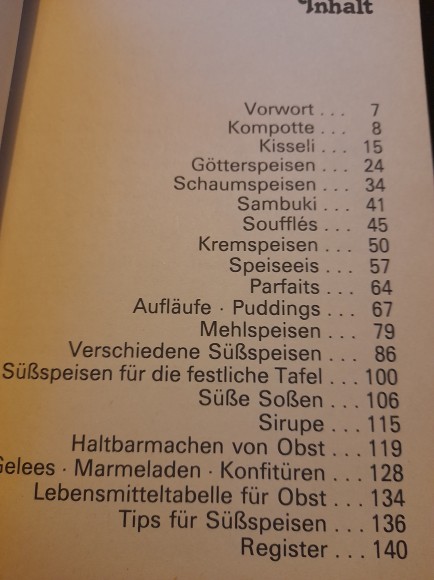 Inhalt
Vorwort... 7
Kompotte... 8
Kisseli... 15
Götterspeisen... 24
Schaumspeisen... 34
Sambuki... 41
Soufflés... 45
Kremspeisen... 50
Speiseeis... 57
Parfaits... 64
Aufläufe · Puddings... 67
Mehlspeisen... 79
Verschiedene Süßspeisen... 86
Süßspeisen für die festliche Tafel...100
Süße Soßen...106
Sirupe...115
Haltbarmachen von Obst...119
Gelees · Marmeladen · Konfitüren...128
Lebensmitteltabelle für Obst...134
Tips für Süßspeisen...136
Register...140